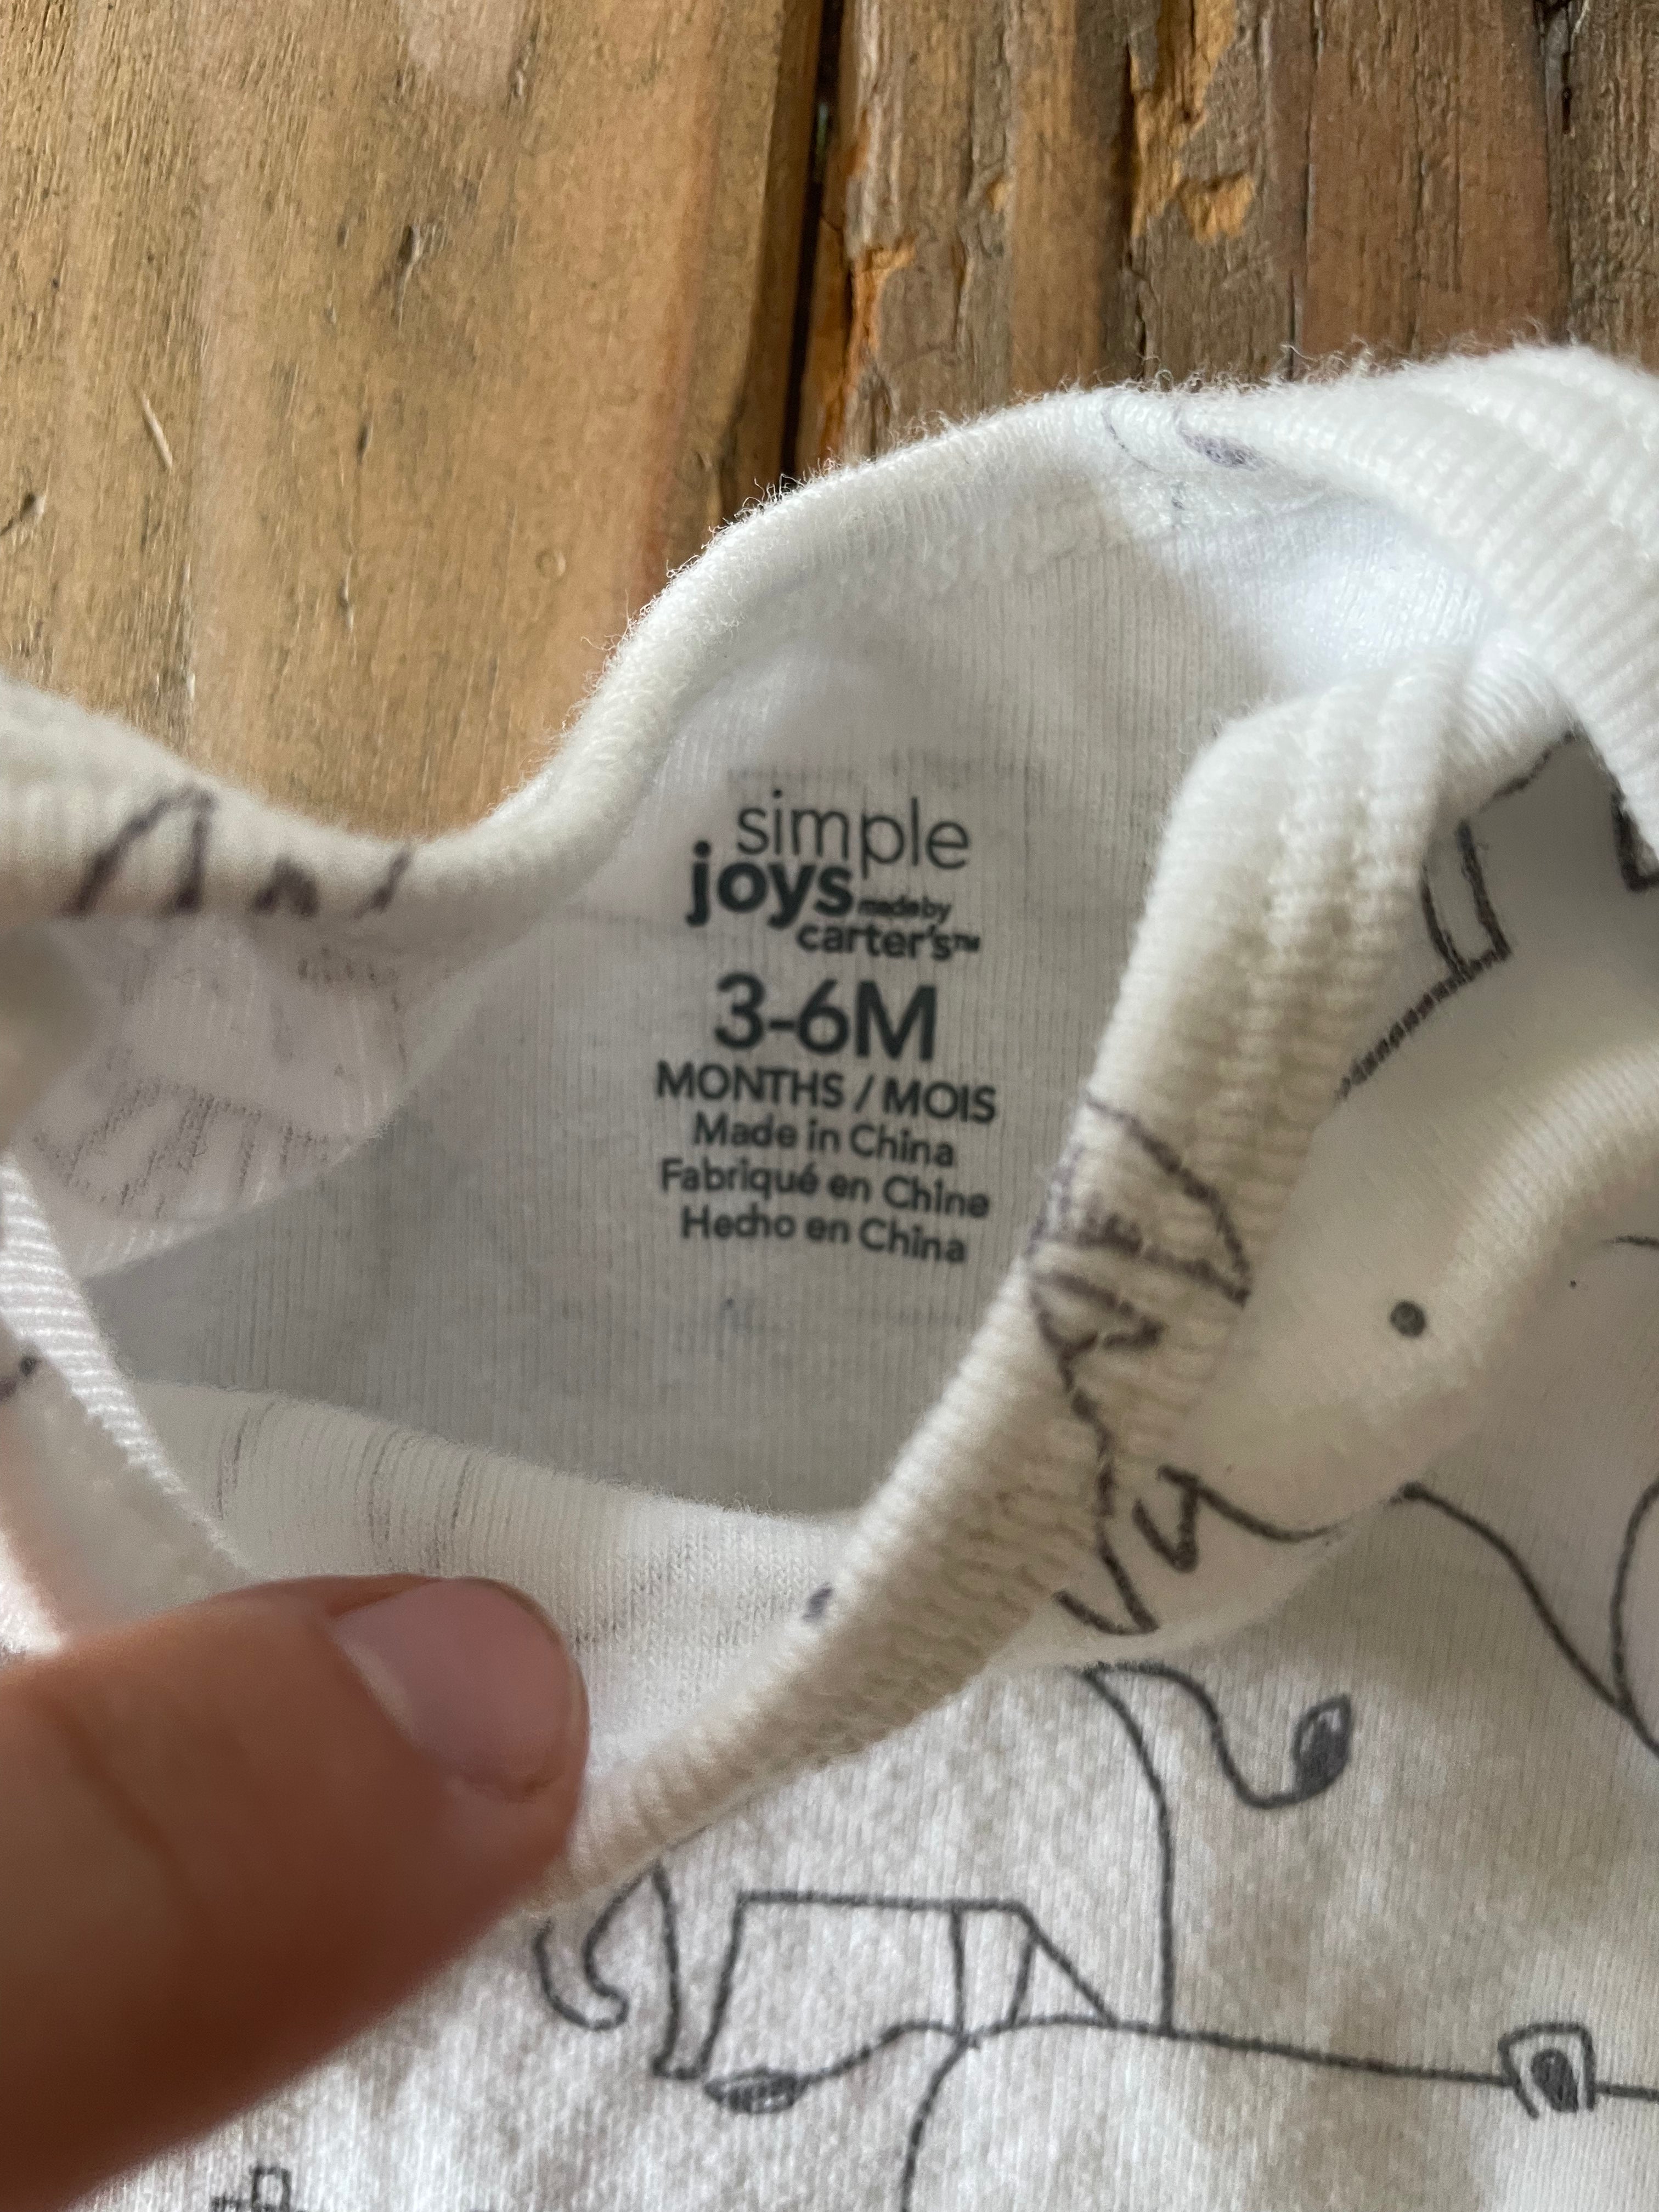 simple
joys made by
carter's™
3-6M
MONTHS / MOIS
Made in China
Fabriqué en Chine
Hecho en China